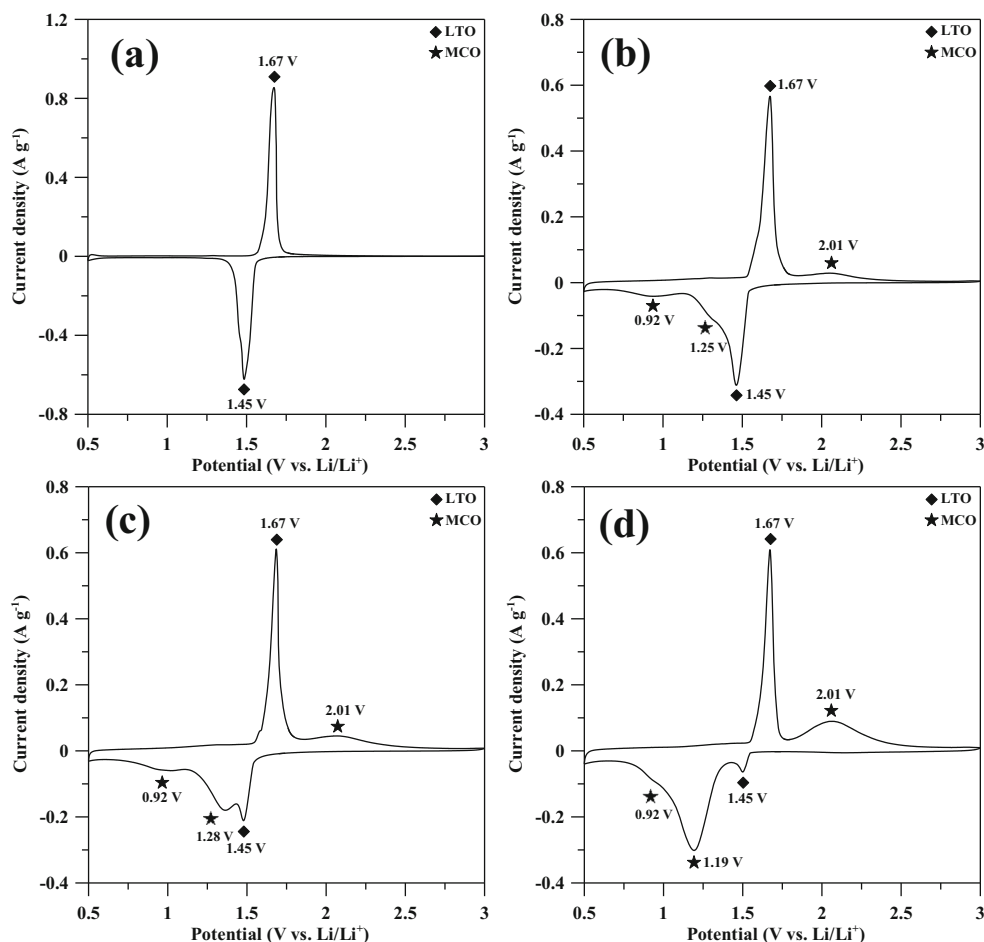 (a)
◆ LTO
★ MCO
1.67 V
1.45 V
1.2
0.8
0.4
0
-0.4
-0.8
0.5 1 1.5 2 2.5 3
Current density (A g⁻¹)
Potential (V vs. Li/Li⁺)
(b)
◆ LTO
★ MCO
1.67 V
2.01 V
0.92 V
1.25 V
1.45 V
0.8
0.6
0.4
0.2
0
-0.2
-0.4
0.5 1 1.5 2 2.5 3
Current density (A g⁻¹)
Potential (V vs. Li/Li⁺)
(c)
◆ LTO
★ MCO
1.67 V
2.01 V
0.92 V
1.28 V
1.45 V
0.8
0.6
0.4
0.2
0
-0.2
-0.4
0.5 1 1.5 2 2.5 3
Current density (A g⁻¹)
Potential (V vs. Li/Li⁺)
(d)
◆ LTO
★ MCO
1.67 V
2.01 V
0.92 V
1.45 V
1.19 V
0.8
0.6
0.4
0.2
0
-0.2
-0.4
0.5 1 1.5 2 2.5 3
Current density (A g⁻¹)
Potential (V vs. Li/Li⁺)